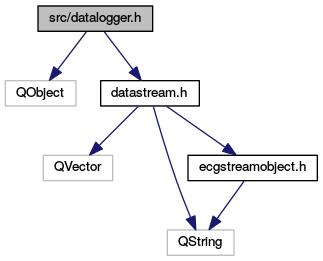 src/datalogger.h
QObject
datastream.h
QVector
ecgstreamobject.h
QString